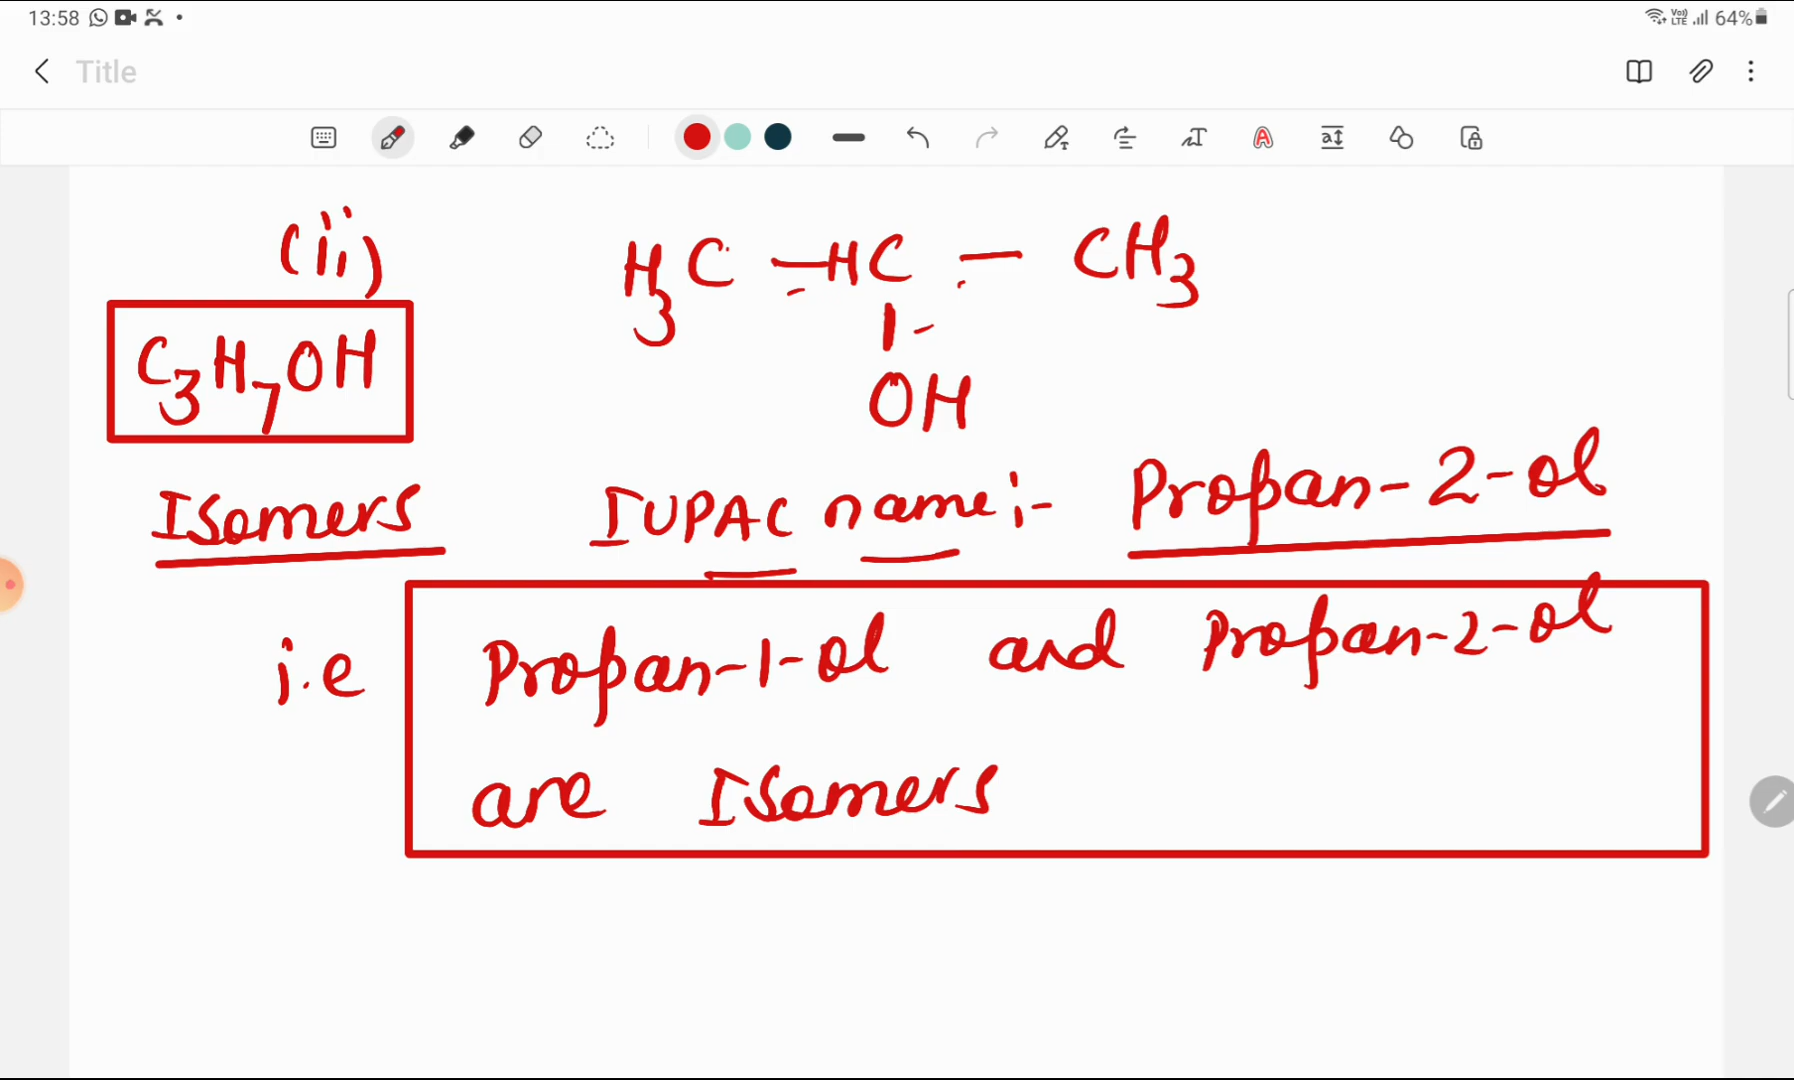 13:58 64%
Title
(ii) H3C - HC - CH3
C3H7OH
OH
Isomers IUPAC name :- Propan-2-ol
i.e Propan-1-ol and Propan-2-ol
are Isomers